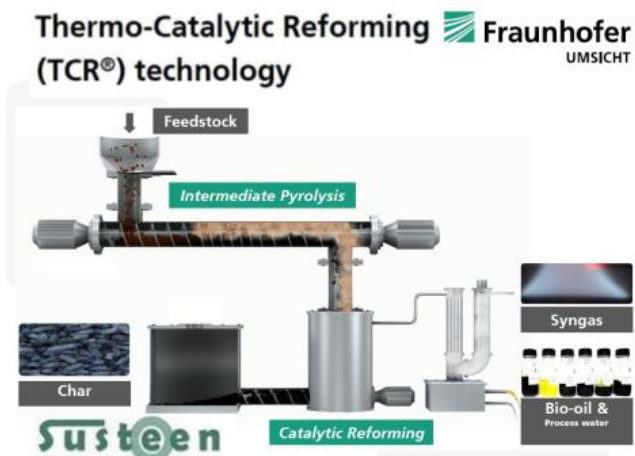 Thermo-Catalytic Reforming
(TCR®) technology
Fraunhofer
UMSICHT
Feedstock
Intermediate Pyrolysis
Syngas
Char
Bio-oil &
Process water
Susteen
Catalytic Reforming